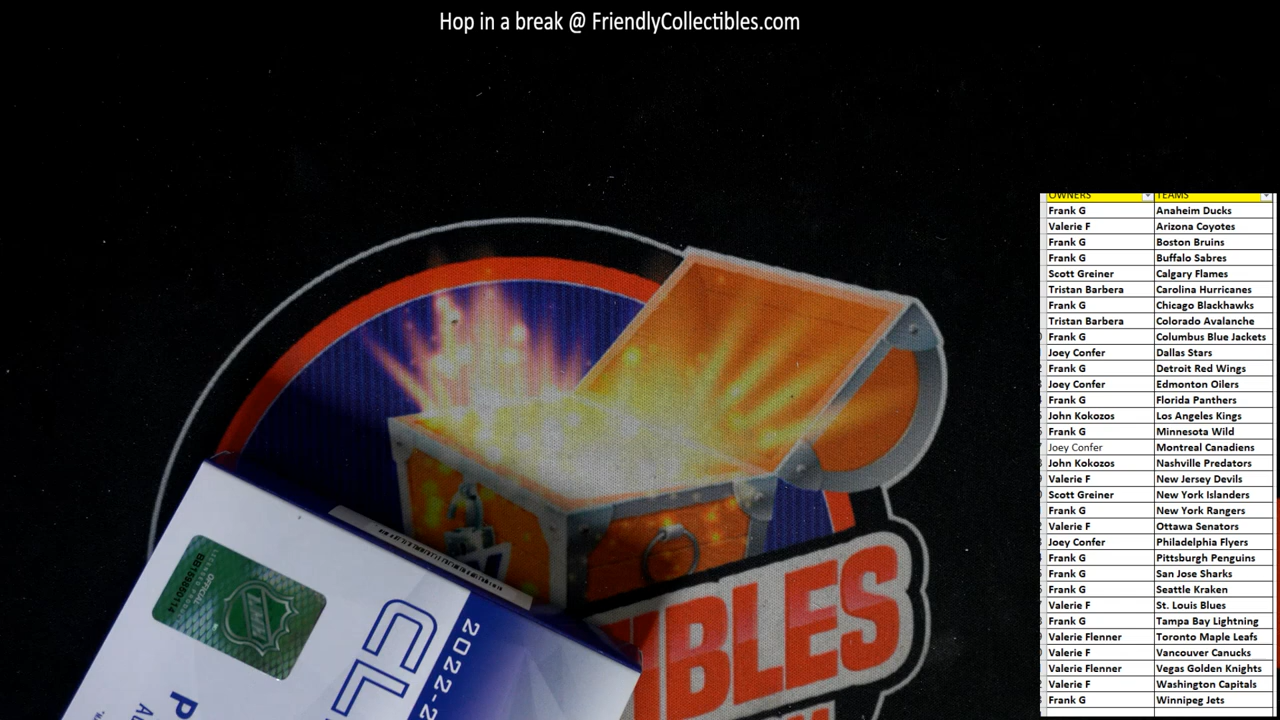 Hop in a break @ FriendlyCollectibles.com
OWNERS TEAMS
Frank G Anaheim Ducks
Valerie F Arizona Coyotes
Frank G Boston Bruins
Frank G Buffalo Sabres
Scott Greiner Calgary Flames
Tristan Barbera Carolina Hurricanes
Frank G Chicago Blackhawks
Tristan Barbera Colorado Avalanche
Frank G Columbus Blue Jackets
Joey Confer Dallas Stars
Frank G Detroit Red Wings
Joey Confer Edmonton Oilers
Frank G Florida Panthers
John Kokozos Los Angeles Kings
Frank G Minnesota Wild
Joey Confer Montreal Canadiens
John Kokozos Nashville Predators
Valerie F New Jersey Devils
Scott Greiner New York Islanders
Frank G New York Rangers
Valerie F Ottawa Senators
Joey Confer Philadelphia Flyers
Frank G Pittsburgh Penguins
Frank G San Jose Sharks
Frank G Seattle Kraken
Valerie F St. Louis Blues
Frank G Tampa Bay Lightning
Valerie Flenner Toronto Maple Leafs
Valerie F Vancouver Canucks
Valerie Flenner Vegas Golden Knights
Valerie F Washington Capitals
Frank G Winnipeg Jets
IBLES
OFFICIAL
LICENSED
NHL
2022-2
CL
P